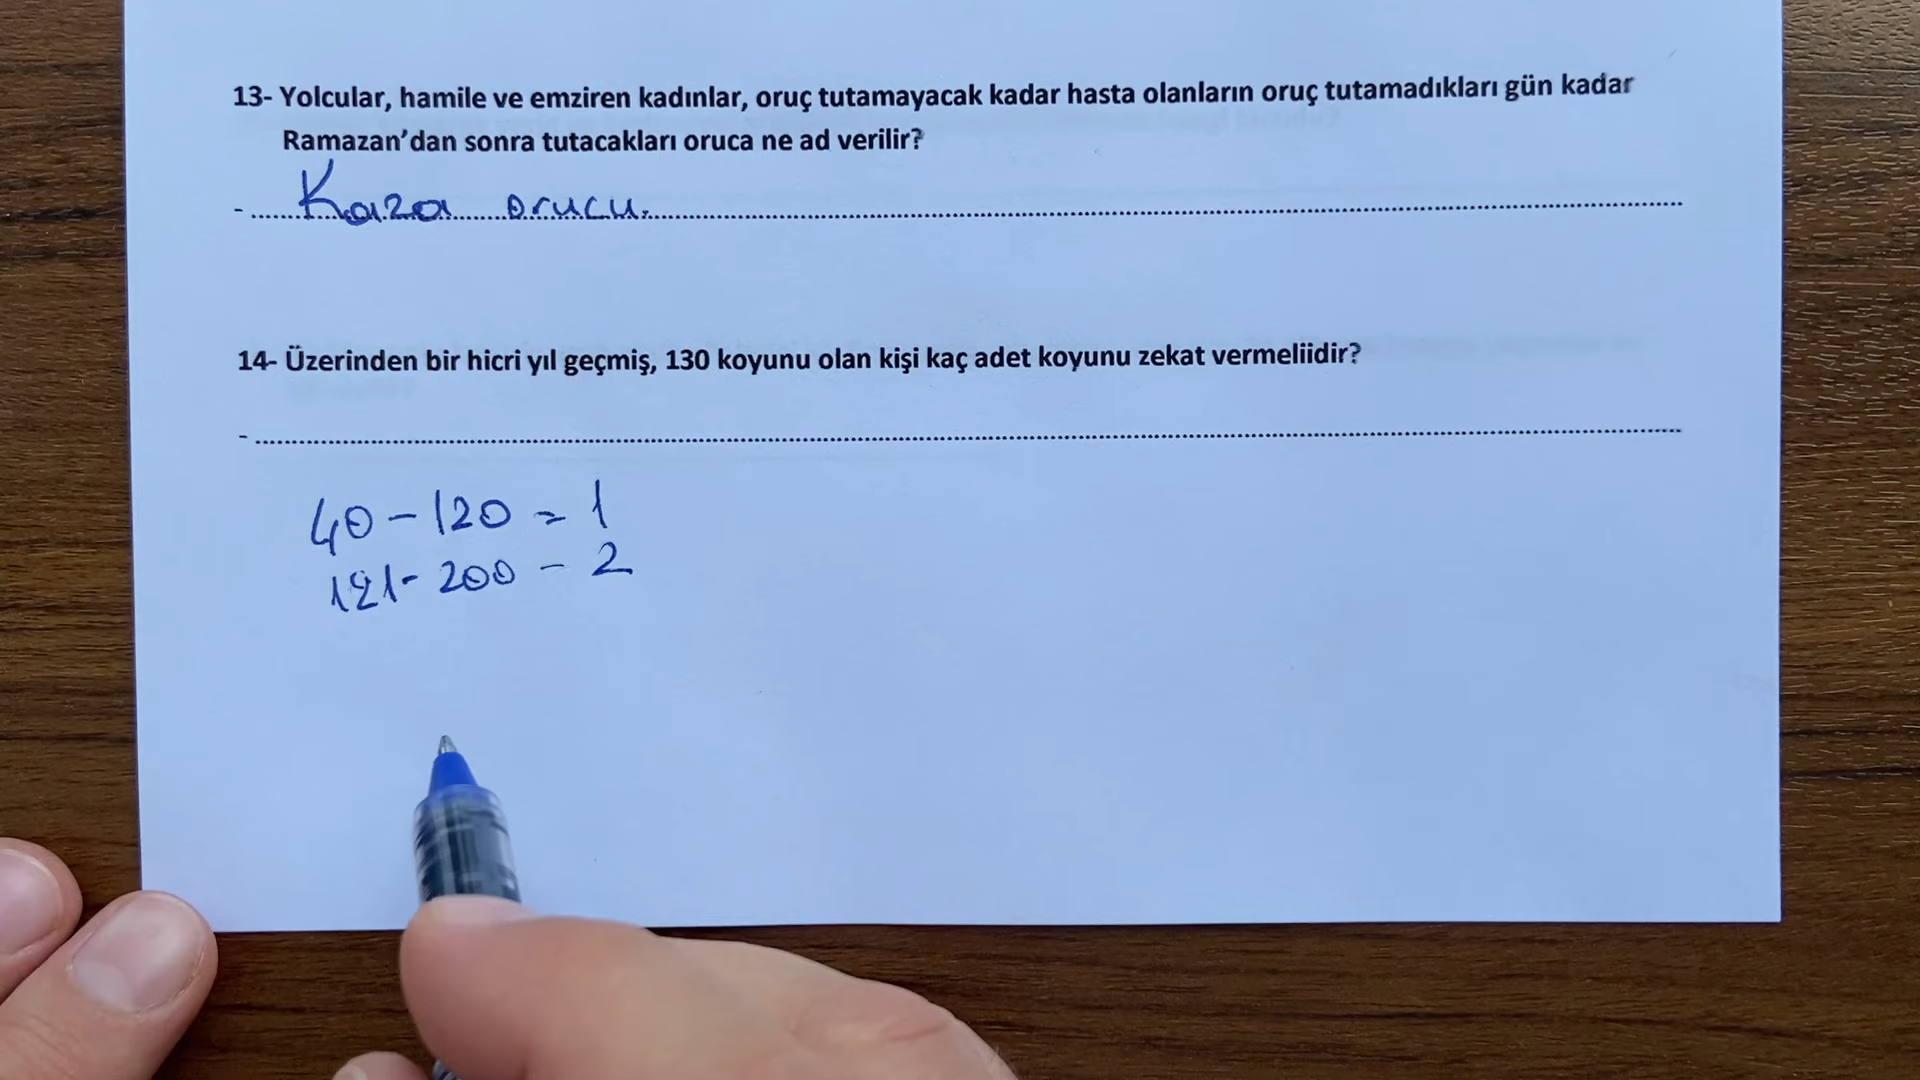 13- Yolcular, hamile ve emziren kadınlar, oruç tutamayacak kadar hasta olanların oruç tutamadıkları gün kadar
Ramazan’dan sonra tutacakları oruca ne ad verilir?
- Kaza orucu.
14- Üzerinden bir hicri yıl geçmiş, 130 koyunu olan kişi kaç adet koyunu zekat vermeliidir?
40 - 120 = 1
121- 200 - 2